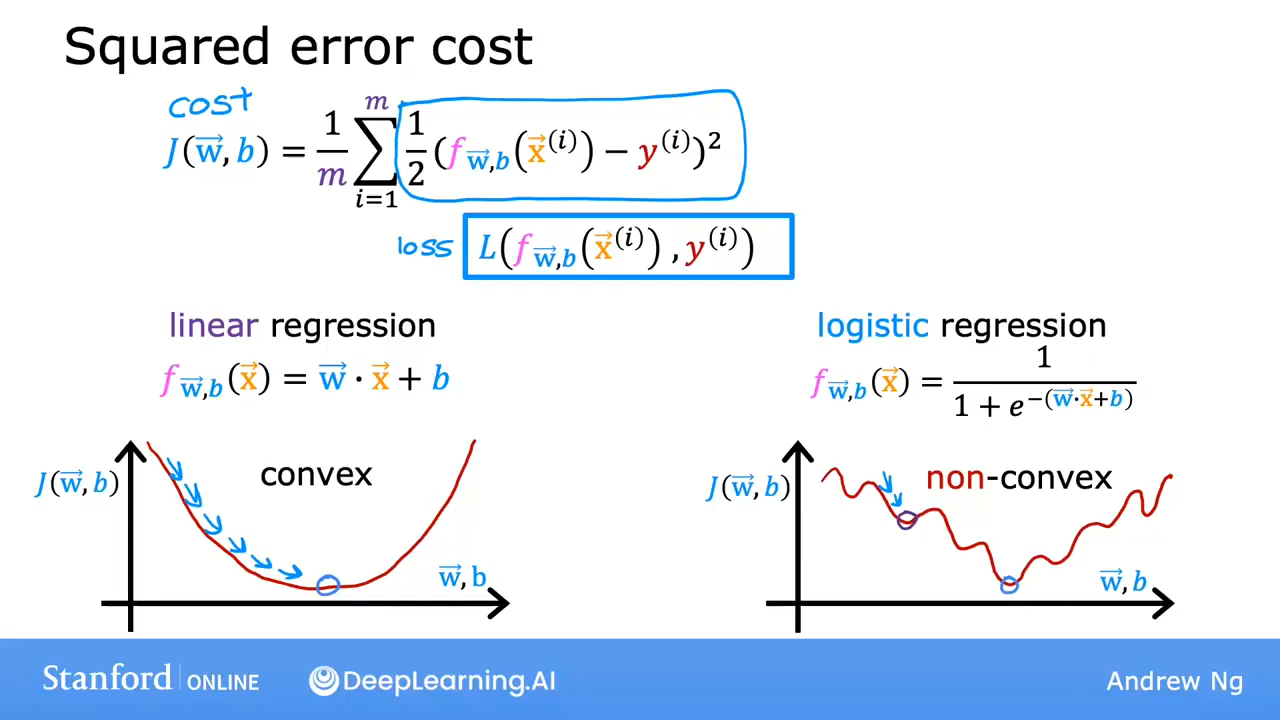 Squared error cost
cost
J(w⃗, b) = 1/m ∑_{i=1}^{m} 1/2 (f_{w⃗,b}(x⃗^{(i)}) − y^{(i)})²
loss L(f_{w⃗,b}(x⃗^{(i)}), y^{(i)})
linear regression
f_{w⃗,b}(x⃗) = w⃗ · x⃗ + b
J(w⃗, b)
convex
w⃗, b
logistic regression
f_{w⃗,b}(x⃗) = 1/(1 + e^{−(w⃗·x⃗+b)})
J(w⃗, b)
non-convex
w⃗, b
Stanford ONLINE
DeepLearning.AI
Andrew Ng